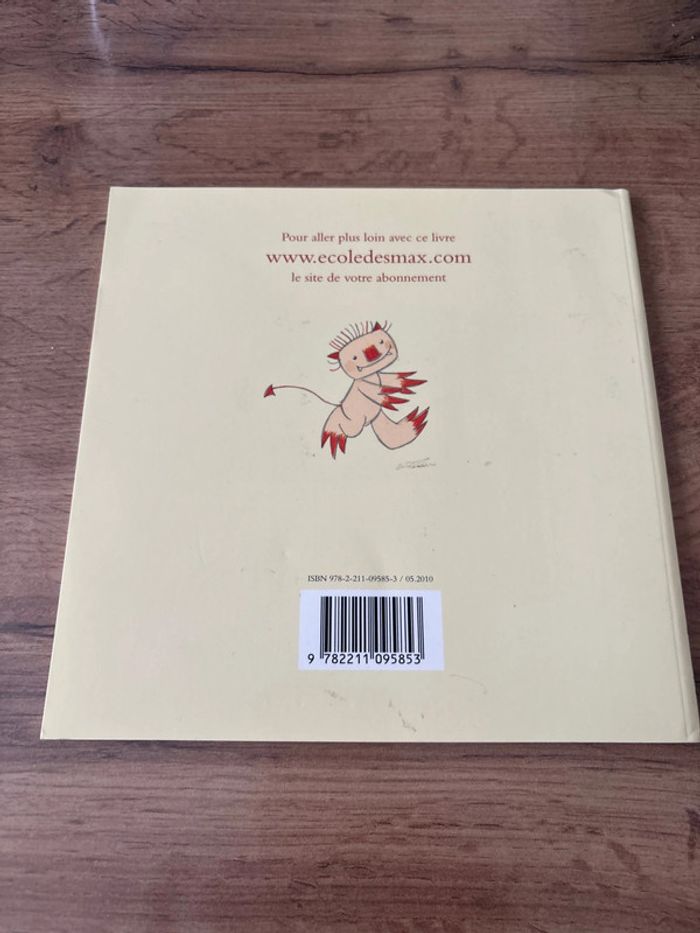 Pour aller plus loin avec ce livre
www.ecoledesmax.com
le site de votre abonnement
ISBN 978-2-211-09585-3 / 05.2010
9 782211 095853